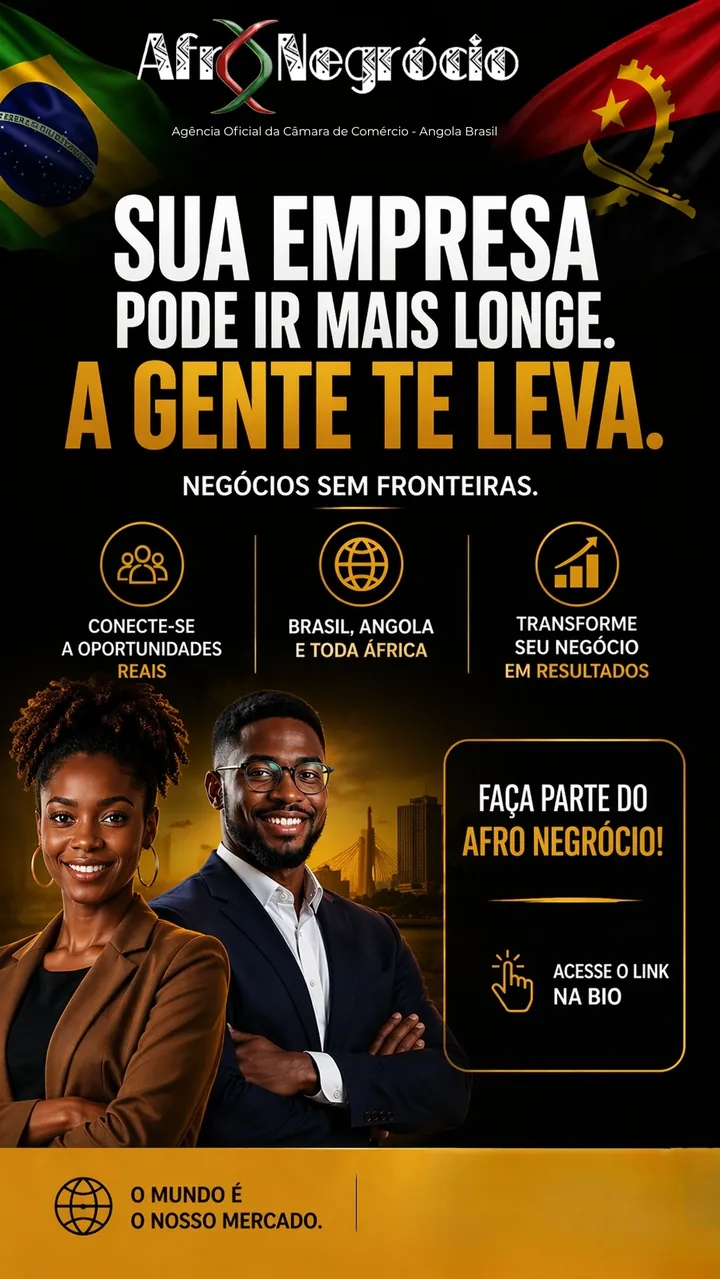 Afro Negrócio
Agência Oficial da Câmara de Comércio - Angola Brasil
SUA EMPRESA
PODE IR MAIS LONGE.
A GENTE TE LEVA.
NEGÓCIOS SEM FRONTEIRAS.
CONECTE-SE
A OPORTUNIDADES
REAIS
BRASIL, ANGOLA
E TODA ÁFRICA
TRANSFORME
SEU NEGÓCIO
EM RESULTADOS
FAÇA PARTE DO
AFRO NEGRÓCIO!
ACESSE O LINK
NA BIO
O MUNDO É
O NOSSO MERCADO.